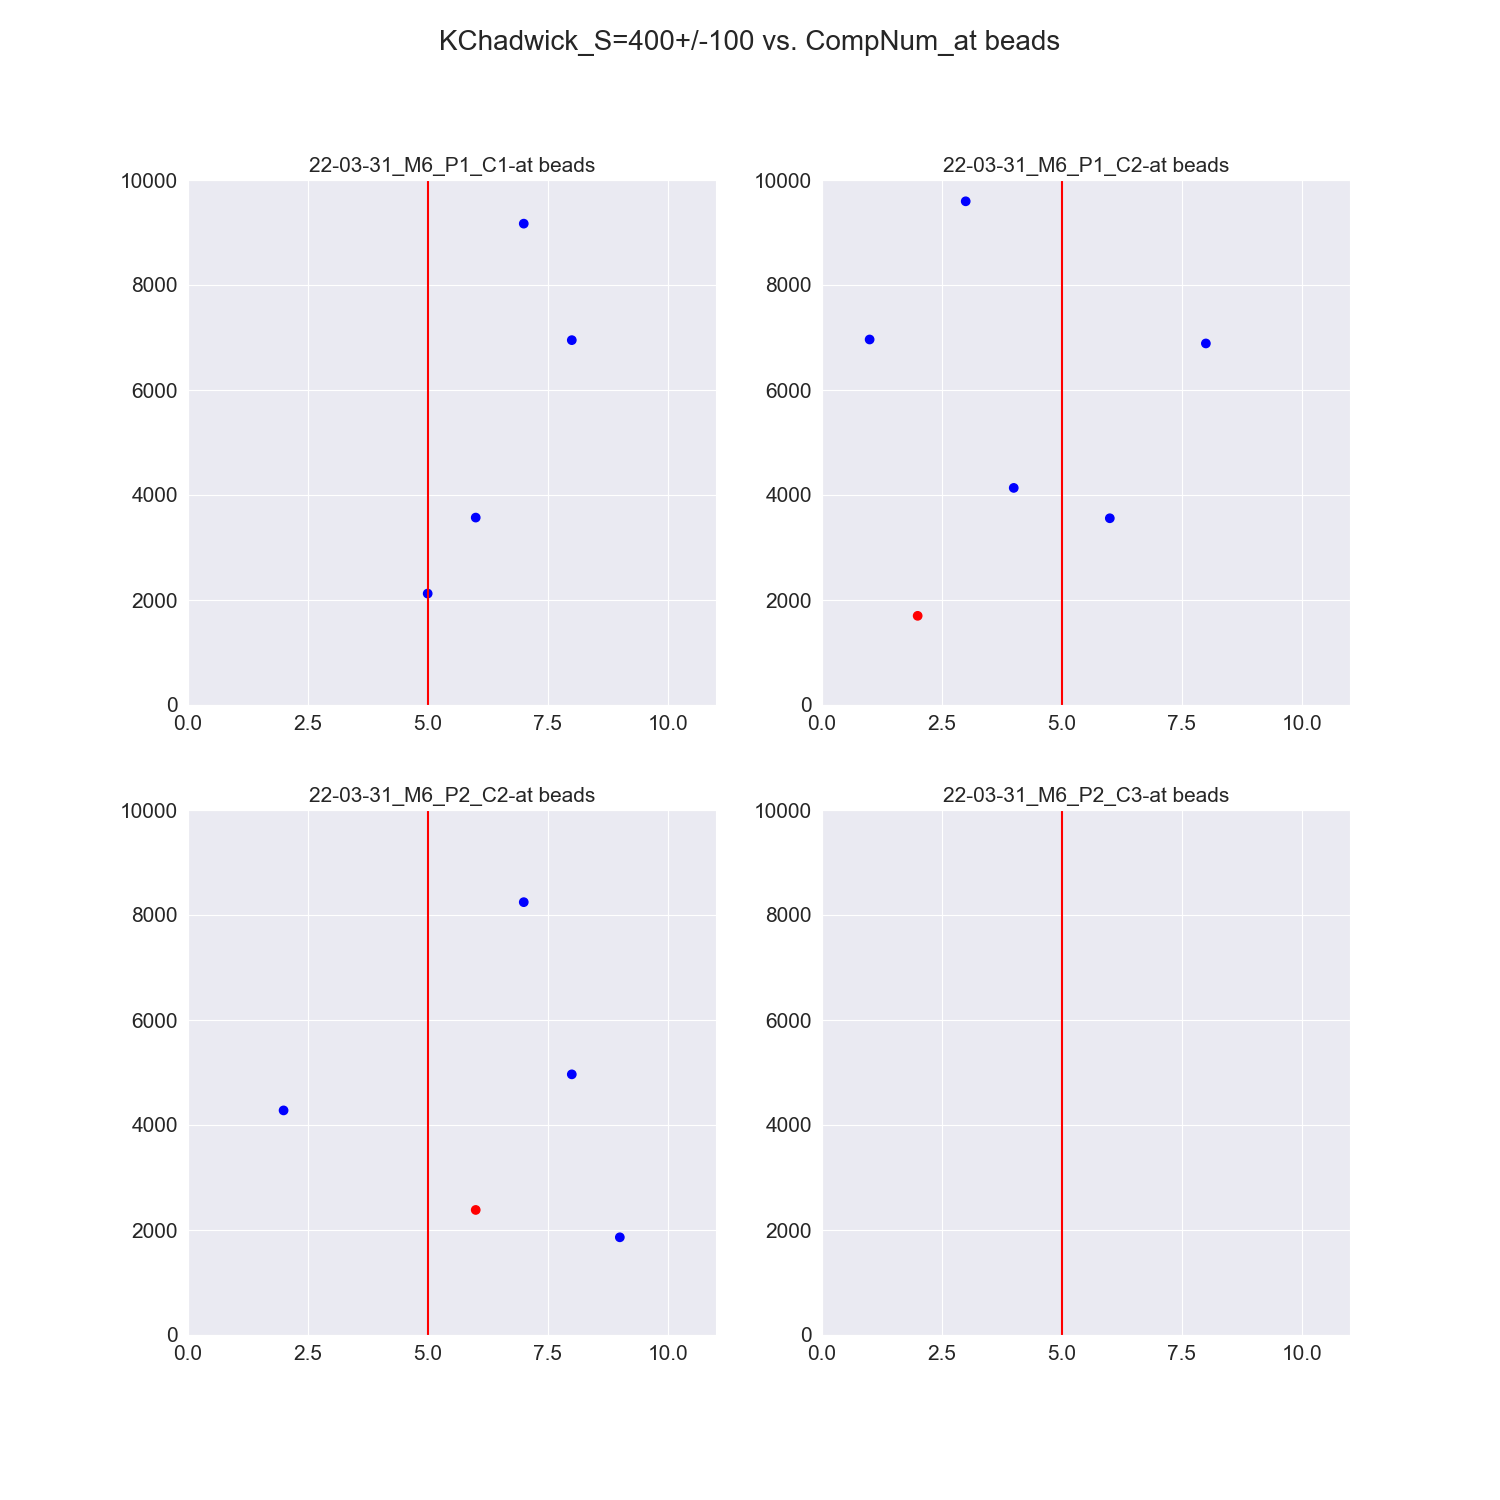 KChadwick_S=400+/-100 vs. CompNum_at beads
22-03-31_M6_P1_C1-at beads
10000
8000
6000
4000
2000
0
0.0 2.5 5.0 7.5 10.0
22-03-31_M6_P1_C2-at beads
10000
8000
6000
4000
2000
0
0.0 2.5 5.0 7.5 10.0
22-03-31_M6_P2_C2-at beads
10000
8000
6000
4000
2000
0
0.0 2.5 5.0 7.5 10.0
22-03-31_M6_P2_C3-at beads
10000
8000
6000
4000
2000
0
0.0 2.5 5.0 7.5 10.0